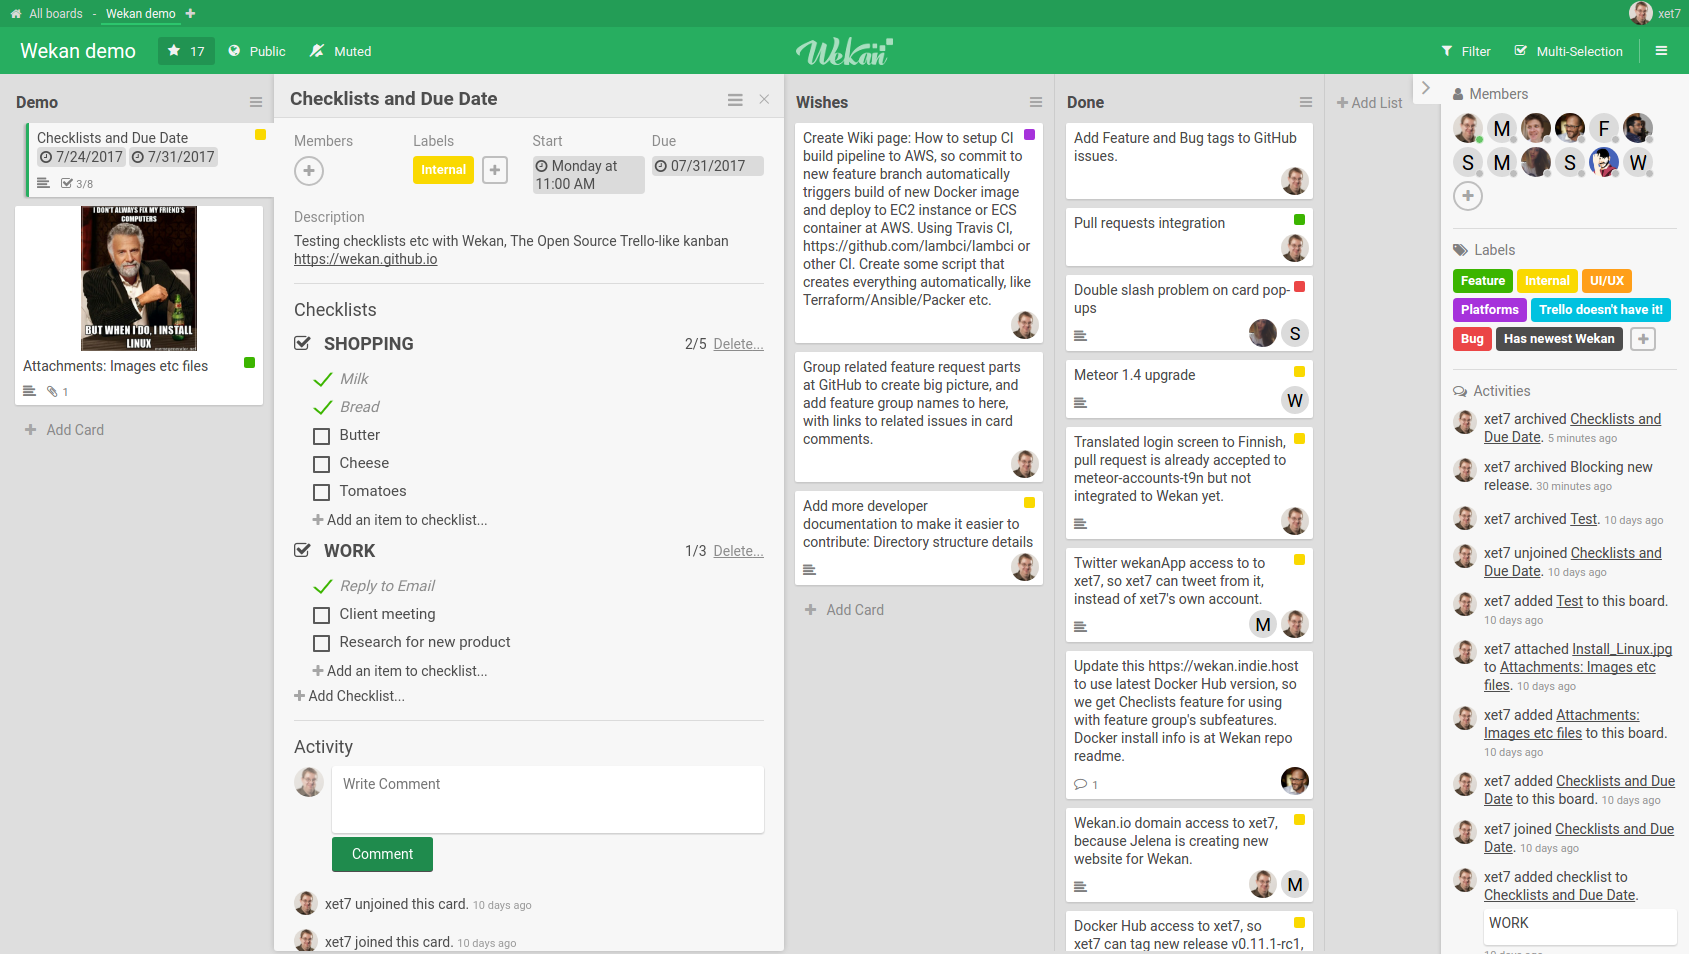 All boards - Wekan demo
xet7
Wekan demo
17
Public
Muted
Wekan
Filter
Multi-Selection
Demo
Checklists and Due Date
7/24/2017 7/31/2017
3/8
I DON'T ALWAYS FIX MY FRIEND'S
COMPUTERS
BUT WHEN I DO, I INSTALL
LINUX
Attachments: Images etc files
1
Add Card
Checklists and Due Date
Members
Labels
Start
Due
Internal
Monday at
11:00 AM
07/31/2017
Description
Testing checklists etc with Wekan, The Open Source Trello-like kanban
https://wekan.github.io
Checklists
SHOPPING
2/5 Delete...
Milk
Bread
Butter
Cheese
Tomatoes
Add an item to checklist...
WORK
1/3 Delete...
Reply to Email
Client meeting
Research for new product
Add an item to checklist...
Add Checklist...
Activity
Write Comment
Comment
xet7 unjoined this card. 10 days ago
xet7 joined this card. 10 days ago
Wishes
Create Wiki page: How to setup CI
build pipeline to AWS, so commit to
new feature branch automatically
triggers build of new Docker image
and deploy to EC2 instance or ECS
container at AWS. Using Travis CI,
https://github.com/lambci/lambci or
other CI. Create some script that
creates everything automatically, like
Terraform/Ansible/Packer etc.
Group related feature request parts
at GitHub to create big picture, and
add feature group names to here,
with links to related issues in card
comments.
Add more developer
documentation to make it easier to
contribute: Directory structure details
Add Card
Done
Add Feature and Bug tags to GitHub
issues.
Pull requests integration
Double slash problem on card pop-
ups
S
Meteor 1.4 upgrade
W
Translated login screen to Finnish,
pull request is already accepted to
meteor-accounts-t9n but not
integrated to Wekan yet.
Twitter wekanApp access to to
xet7, so xet7 can tweet from it,
instead of xet7's own account.
M
Update this https://wekan.indie.host
to use latest Docker Hub version, so
we get Checlists feature for using
with feature group's subfeatures.
Docker install info is at Wekan repo
readme.
1
Wekan.io domain access to xet7,
because Jelena is creating new
website for Wekan.
M
Docker Hub access to xet7, so
xet7 can tag new release v0.11.1-rc1,
Add List
Members
M F
S M S W
Labels
Feature Internal UI/UX
Platforms Trello doesn't have it!
Bug Has newest Wekan
Activities
xet7 archived Checklists and
Due Date. 5 minutes ago
xet7 archived Blocking new
release. 30 minutes ago
xet7 archived Test. 10 days ago
xet7 unjoined Checklists and
Due Date. 10 days ago
xet7 added Test to this board.
10 days ago
xet7 attached Install_Linux.jpg
to Attachments: Images etc
files. 10 days ago
xet7 added Attachments:
Images etc files to this board.
10 days ago
xet7 added Checklists and Due
Date to this board. 10 days ago
xet7 joined Checklists and Due
Date. 10 days ago
xet7 added checklist to
Checklists and Due Date.
WORK